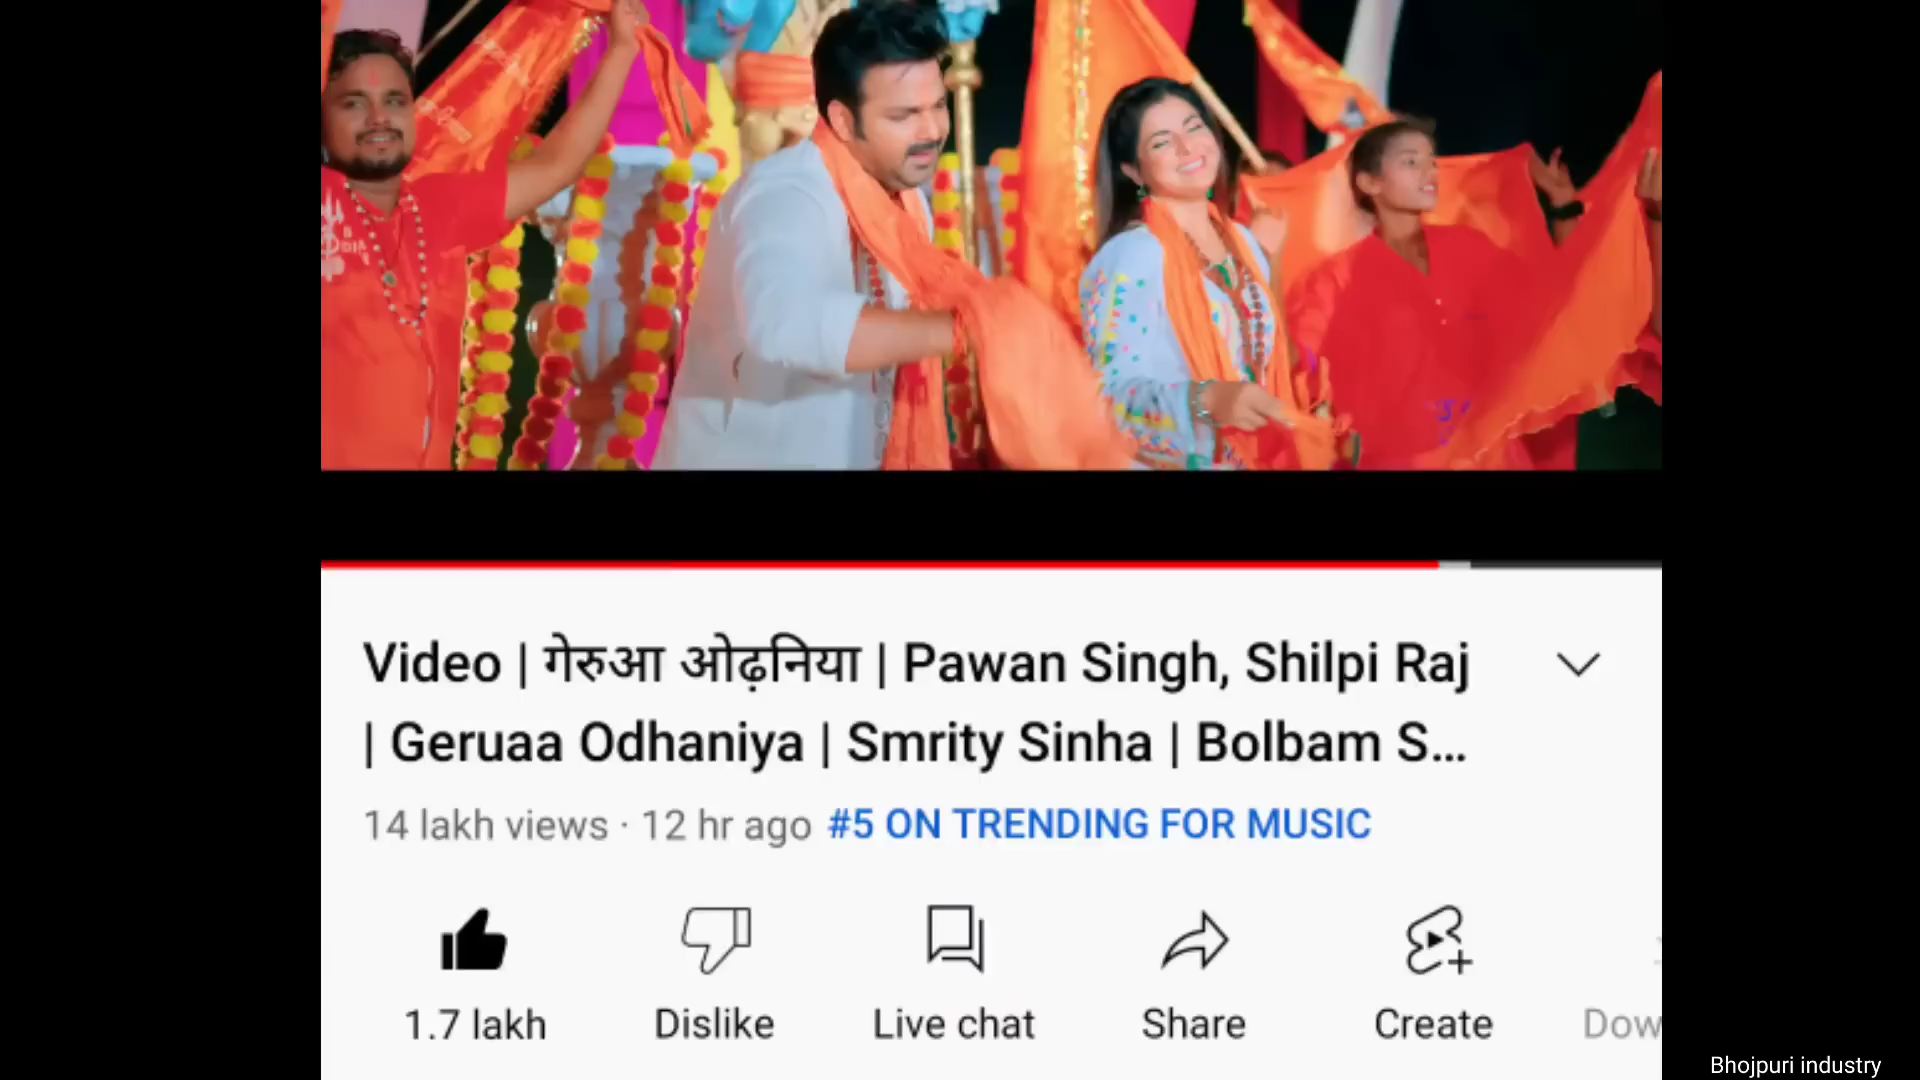 Video | गेरुआ ओढ़निया | Pawan Singh, Shilpi Raj
| Geruaa Odhaniya | Smrity Sinha | Bolbam S...
14 lakh views · 12 hr ago #5 ON TRENDING FOR MUSIC
1.7 lakh Dislike Live chat Share Create Dow
Bhojpuri industry